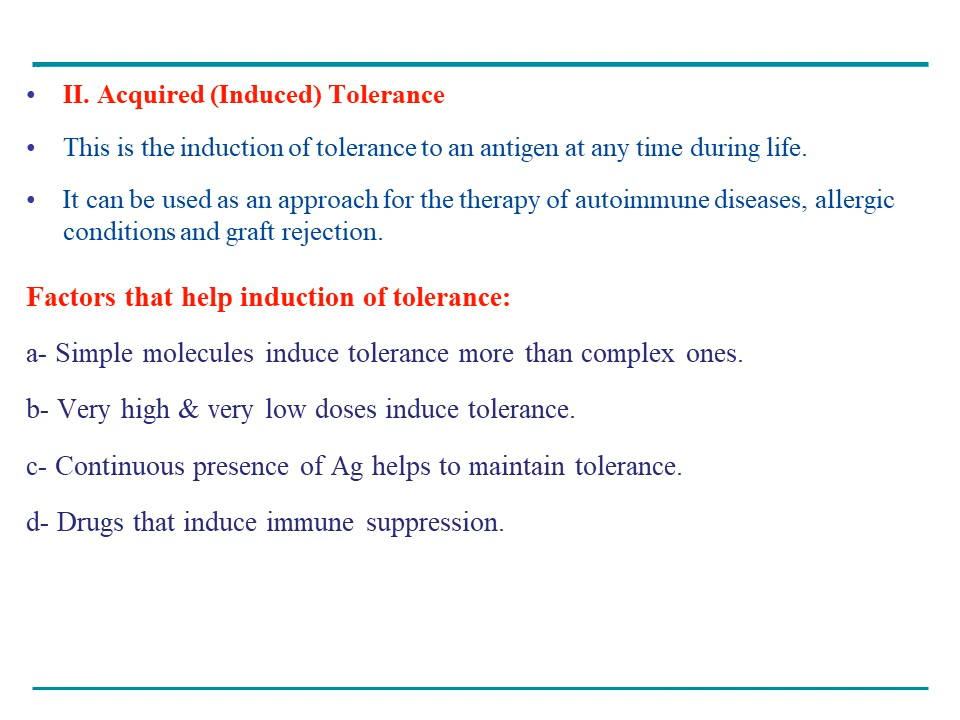 • II. Acquired (Induced) Tolerance
• This is the induction of tolerance to an antigen at any time during life.
• It can be used as an approach for the therapy of autoimmune diseases, allergic
conditions and graft rejection.
Factors that help induction of tolerance:
a- Simple molecules induce tolerance more than complex ones.
b- Very high & very low doses induce tolerance.
c- Continuous presence of Ag helps to maintain tolerance.
d- Drugs that induce immune suppression.